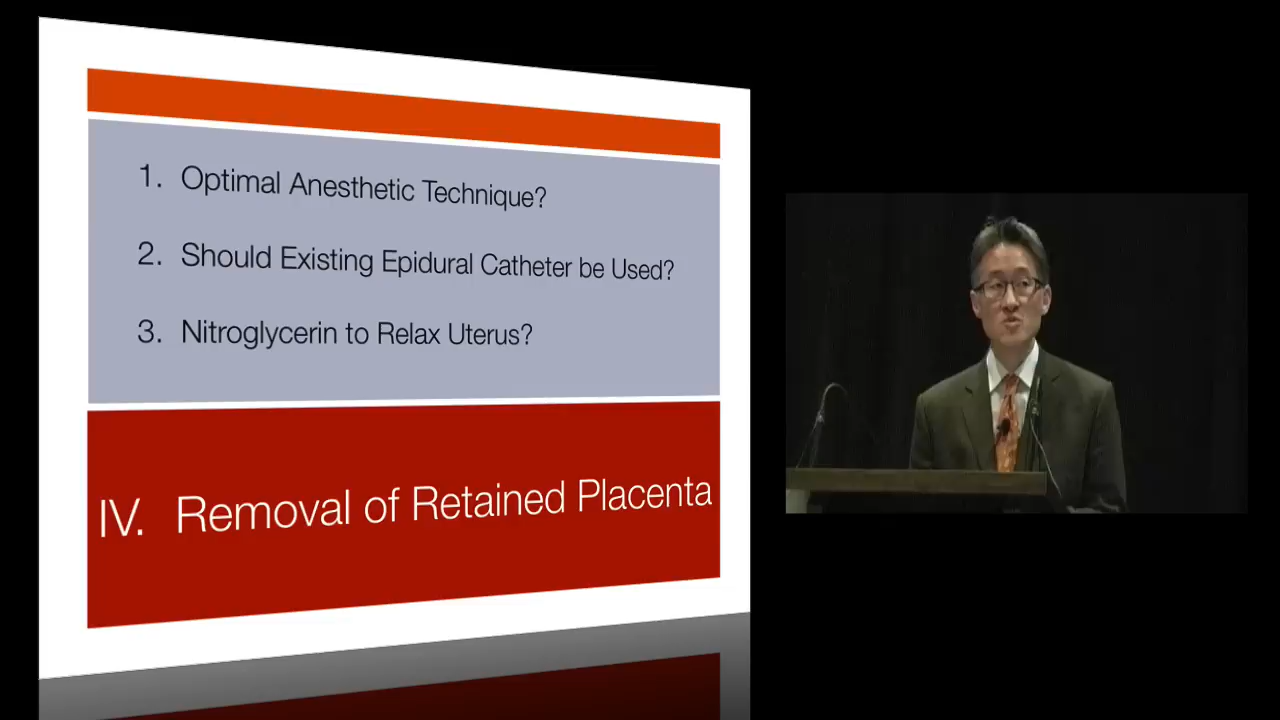 1. Optimal Anesthetic Technique?
2. Should Existing Epidural Catheter be Used?
3. Nitroglycerin to Relax Uterus?
IV. Removal of Retained Placenta